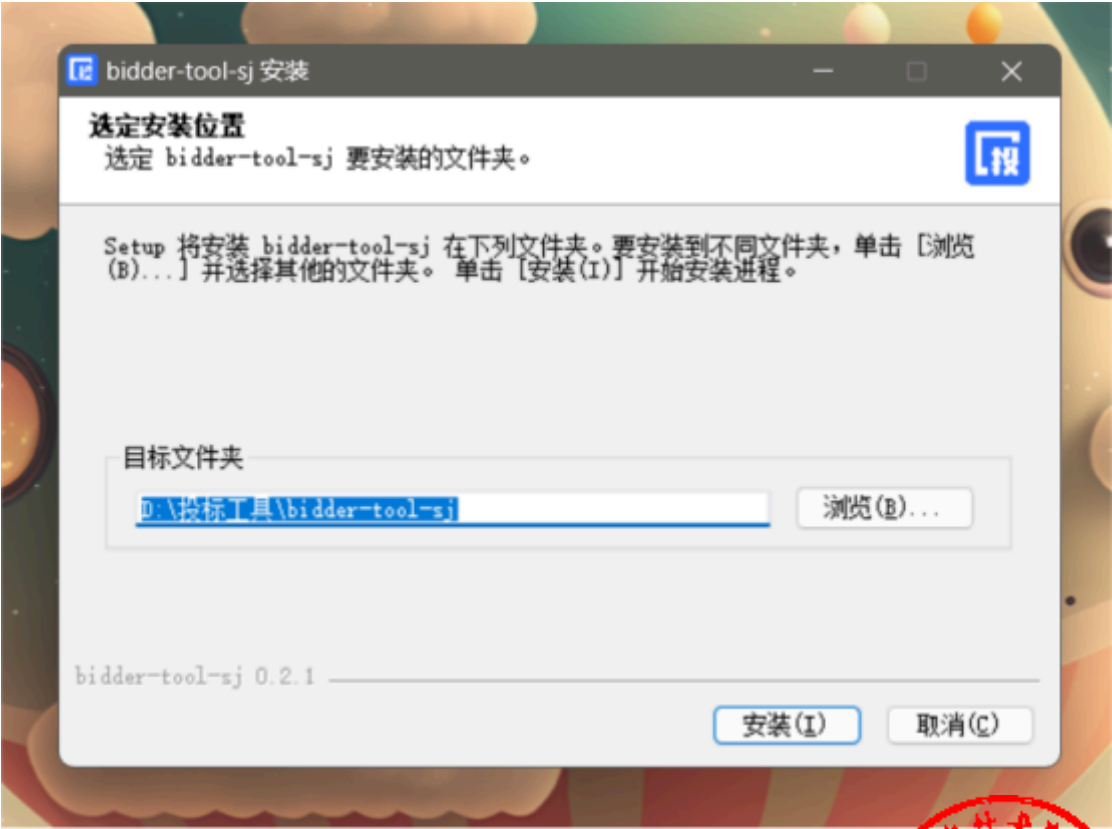 bidder-tool-sj 安装
选定安装位置
选定 bidder-tool-sj 要安装的文件夹。
投
Setup 将安装 bidder-tool-sj 在下列文件夹。要安装到不同文件夹，单击 [浏览
(B)...] 并选择其他的文件夹。 单击 [安装(I)] 开始安装进程。
目标文件夹
D:\投标工具\bidder-tool-sj
浏览(B)...
bidder-tool-sj 0.2.1
安装(I)
取消(C)